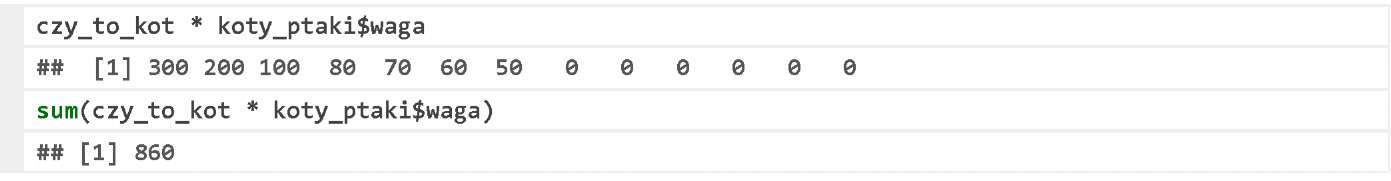 czy_to_kot * koty_ptaki$waga
##  [1] 300 200 100  80  70  60  50   0   0   0   0   0   0
sum(czy_to_kot * koty_ptaki$waga)
## [1] 860